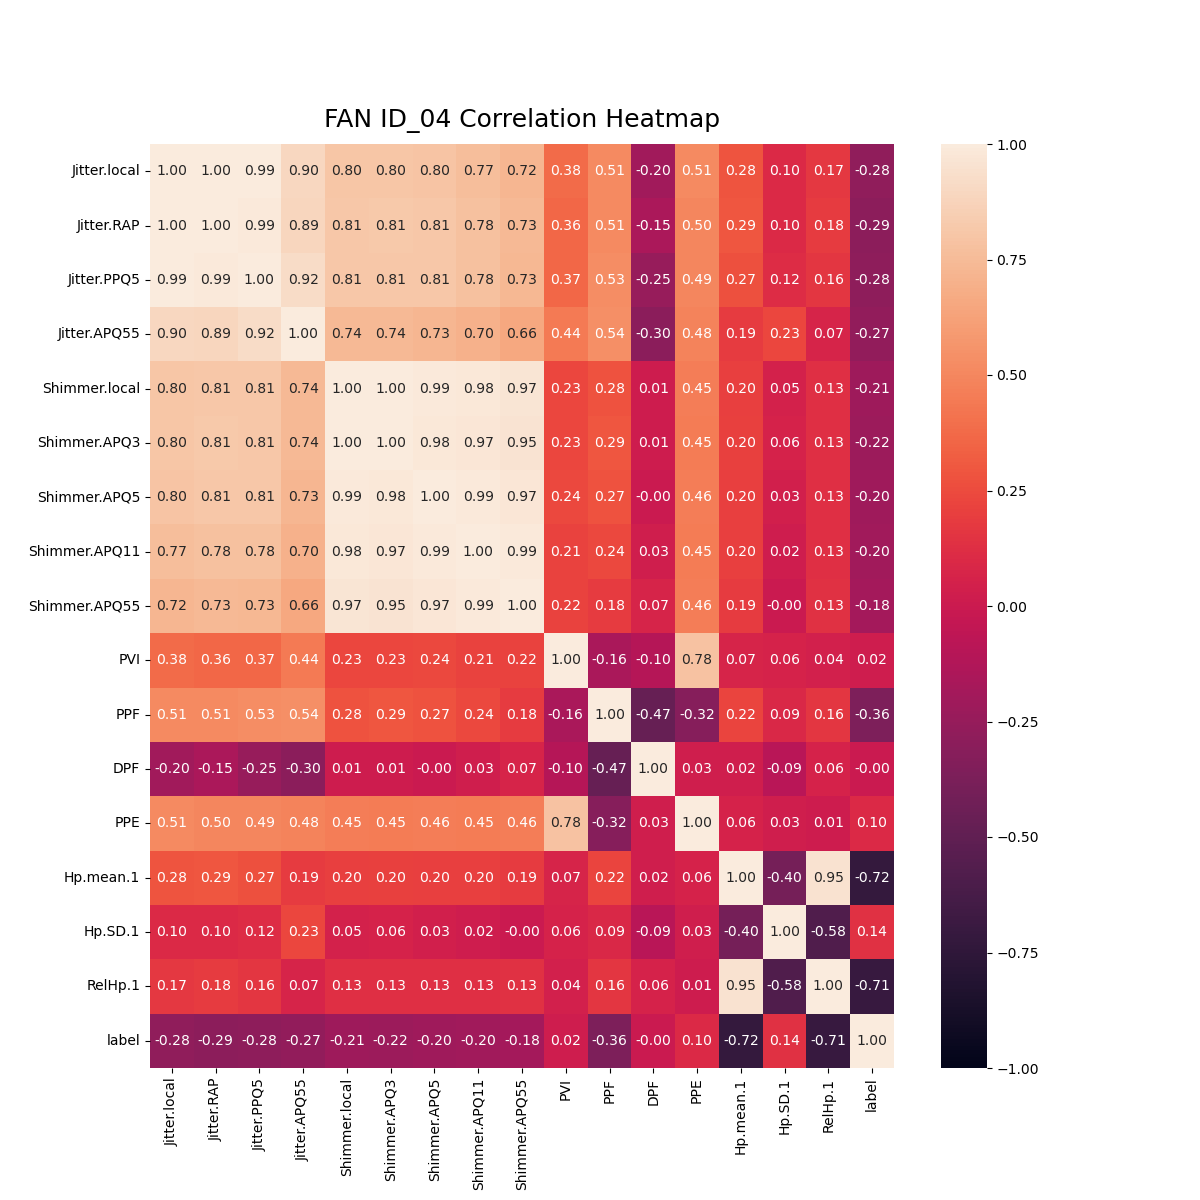 FAN ID_04 Correlation Heatmap
Jitter.local 1.00 1.00 0.99 0.90 0.80 0.80 0.80 0.77 0.72 0.38 0.51 -0.20 0.51 0.28 0.10 0.17 -0.28
Jitter.RAP 1.00 1.00 0.99 0.89 0.81 0.81 0.81 0.78 0.73 0.36 0.51 -0.15 0.50 0.29 0.10 0.18 -0.29
Jitter.PPQ5 0.99 0.99 1.00 0.92 0.81 0.81 0.81 0.78 0.73 0.37 0.53 -0.25 0.49 0.27 0.12 0.16 -0.28
Jitter.APQ55 0.90 0.89 0.92 1.00 0.74 0.74 0.73 0.70 0.66 0.44 0.54 -0.30 0.48 0.19 0.23 0.07 -0.27
Shimmer.local 0.80 0.81 0.81 0.74 1.00 1.00 0.99 0.98 0.97 0.23 0.28 0.01 0.45 0.20 0.05 0.13 -0.21
Shimmer.APQ3 0.80 0.81 0.81 0.74 1.00 1.00 0.98 0.97 0.95 0.23 0.29 0.01 0.45 0.20 0.06 0.13 -0.22
Shimmer.APQ5 0.80 0.81 0.81 0.73 0.99 0.98 1.00 0.99 0.97 0.24 0.27 -0.00 0.46 0.20 0.03 0.13 -0.20
Shimmer.APQ11 0.77 0.78 0.78 0.70 0.98 0.97 0.99 1.00 0.99 0.21 0.24 0.03 0.45 0.20 0.02 0.13 -0.20
Shimmer.APQ55 0.72 0.73 0.73 0.66 0.97 0.95 0.97 0.99 1.00 0.22 0.18 0.07 0.46 0.19 -0.00 0.13 -0.18
PVI 0.38 0.36 0.37 0.44 0.23 0.23 0.24 0.21 0.22 1.00 -0.16 -0.10 0.78 0.07 0.06 0.04 0.02
PPF 0.51 0.51 0.53 0.54 0.28 0.29 0.27 0.24 0.18 -0.16 1.00 -0.47 -0.32 0.22 0.09 0.16 -0.36
DPF -0.20 -0.15 -0.25 -0.30 0.01 0.01 -0.00 0.03 0.07 -0.10 -0.47 1.00 0.03 0.02 -0.09 0.06 -0.00
PPE 0.51 0.50 0.49 0.48 0.45 0.45 0.46 0.45 0.46 0.78 -0.32 0.03 1.00 0.06 0.03 0.01 0.10
Hp.mean.1 0.28 0.29 0.27 0.19 0.20 0.20 0.20 0.20 0.19 0.07 0.22 0.02 0.06 1.00 -0.40 0.95 -0.72
Hp.SD.1 0.10 0.10 0.12 0.23 0.05 0.06 0.03 0.02 -0.00 0.06 0.09 -0.09 0.03 -0.40 1.00 -0.58 0.14
RelHp.1 0.17 0.18 0.16 0.07 0.13 0.13 0.13 0.13 0.13 0.04 0.16 0.06 0.01 0.95 -0.58 1.00 -0.71
label -0.28 -0.29 -0.28 -0.27 -0.21 -0.22 -0.20 -0.20 -0.18 0.02 -0.36 -0.00 0.10 -0.72 0.14 -0.71 1.00
Jitter.local
Jitter.RAP
Jitter.PPQ5
Jitter.APQ55
Shimmer.local
Shimmer.APQ3
Shimmer.APQ5
Shimmer.APQ11
Shimmer.APQ55
PVI
PPF
DPF
PPE
Hp.mean.1
Hp.SD.1
RelHp.1
label
1.00
0.75
0.50
0.25
0.00
−0.25
−0.50
−0.75
−1.00